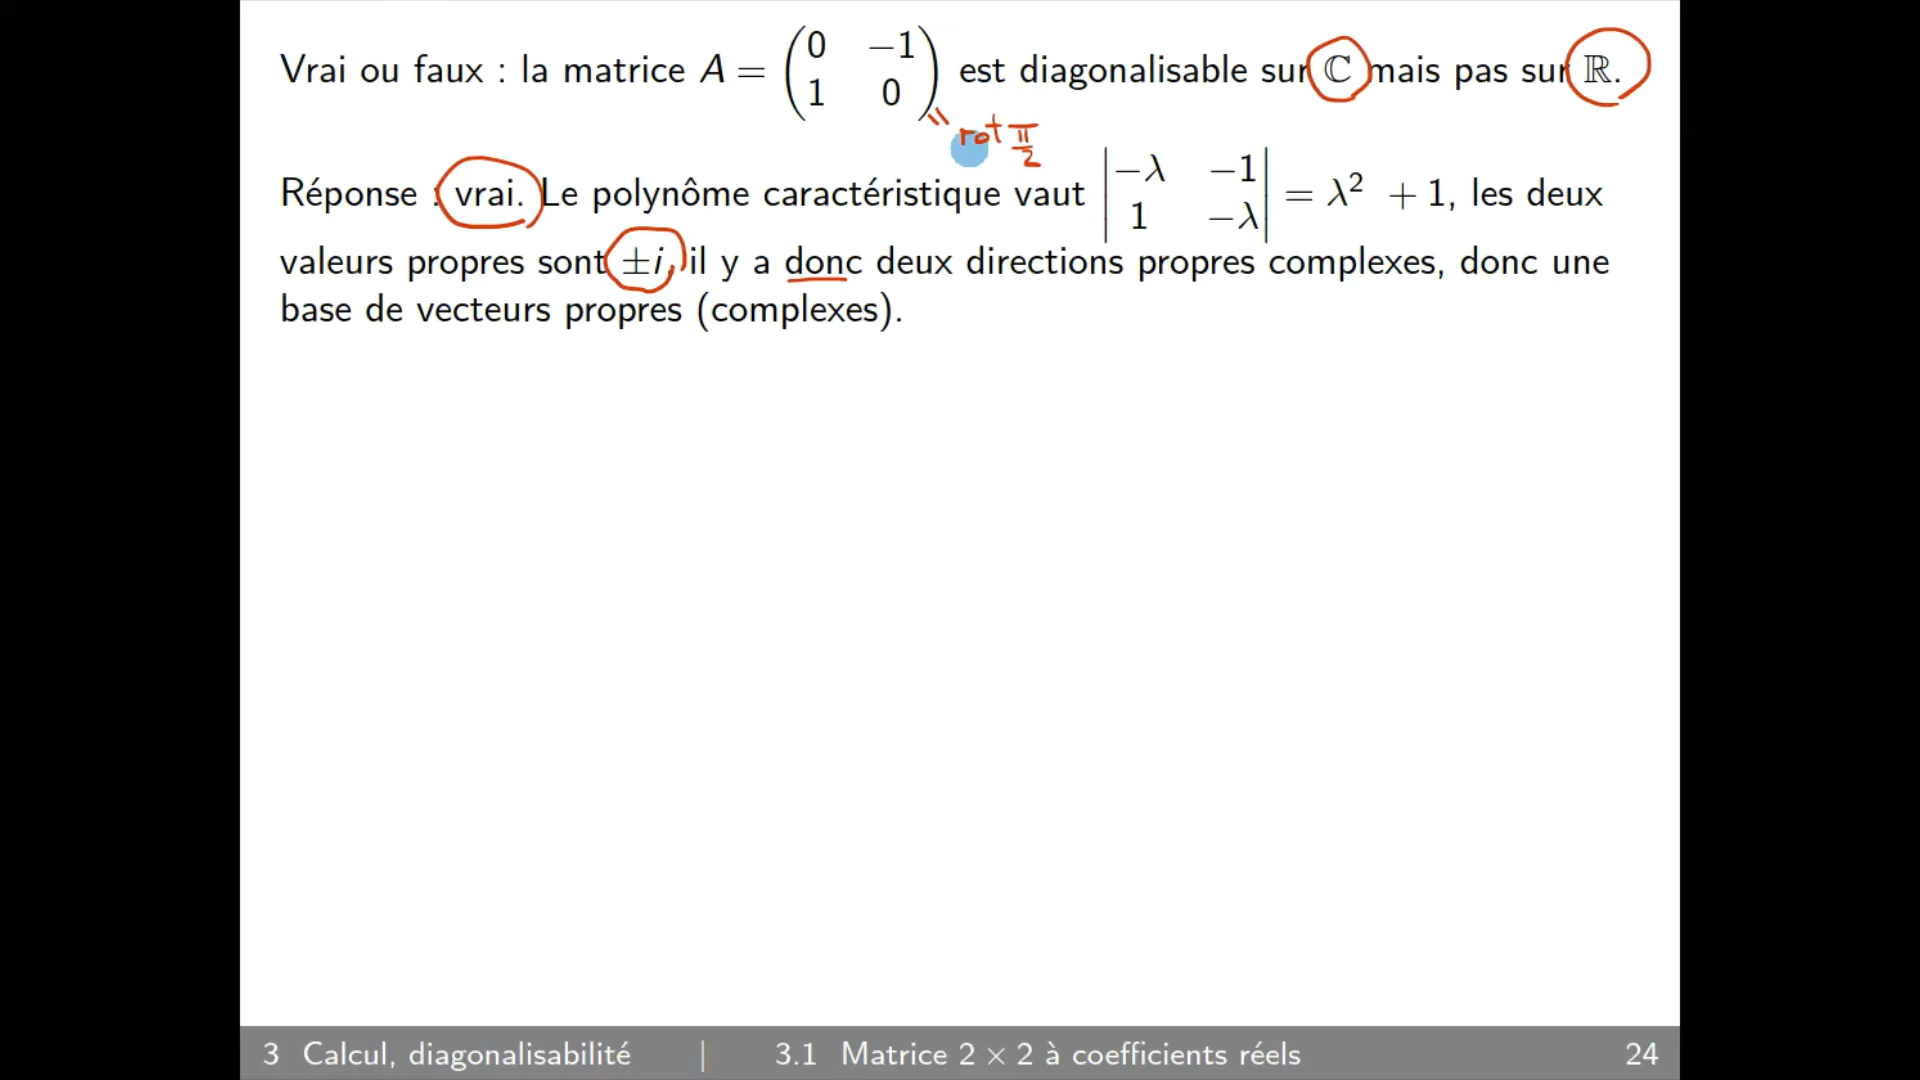 Vrai ou faux : la matrice A = (0 −1 1 0) est diagonalisable sur ℂ mais pas sur ℝ.
" rot π/2
Réponse : vrai. Le polynôme caractéristique vaut |−λ −1 1 −λ| = λ² + 1, les deux
valeurs propres sont ±i, il y a donc deux directions propres complexes, donc une
base de vecteurs propres (complexes).
3 Calcul, diagonalisabilité | 3.1 Matrice 2 × 2 à coefficients réels 24